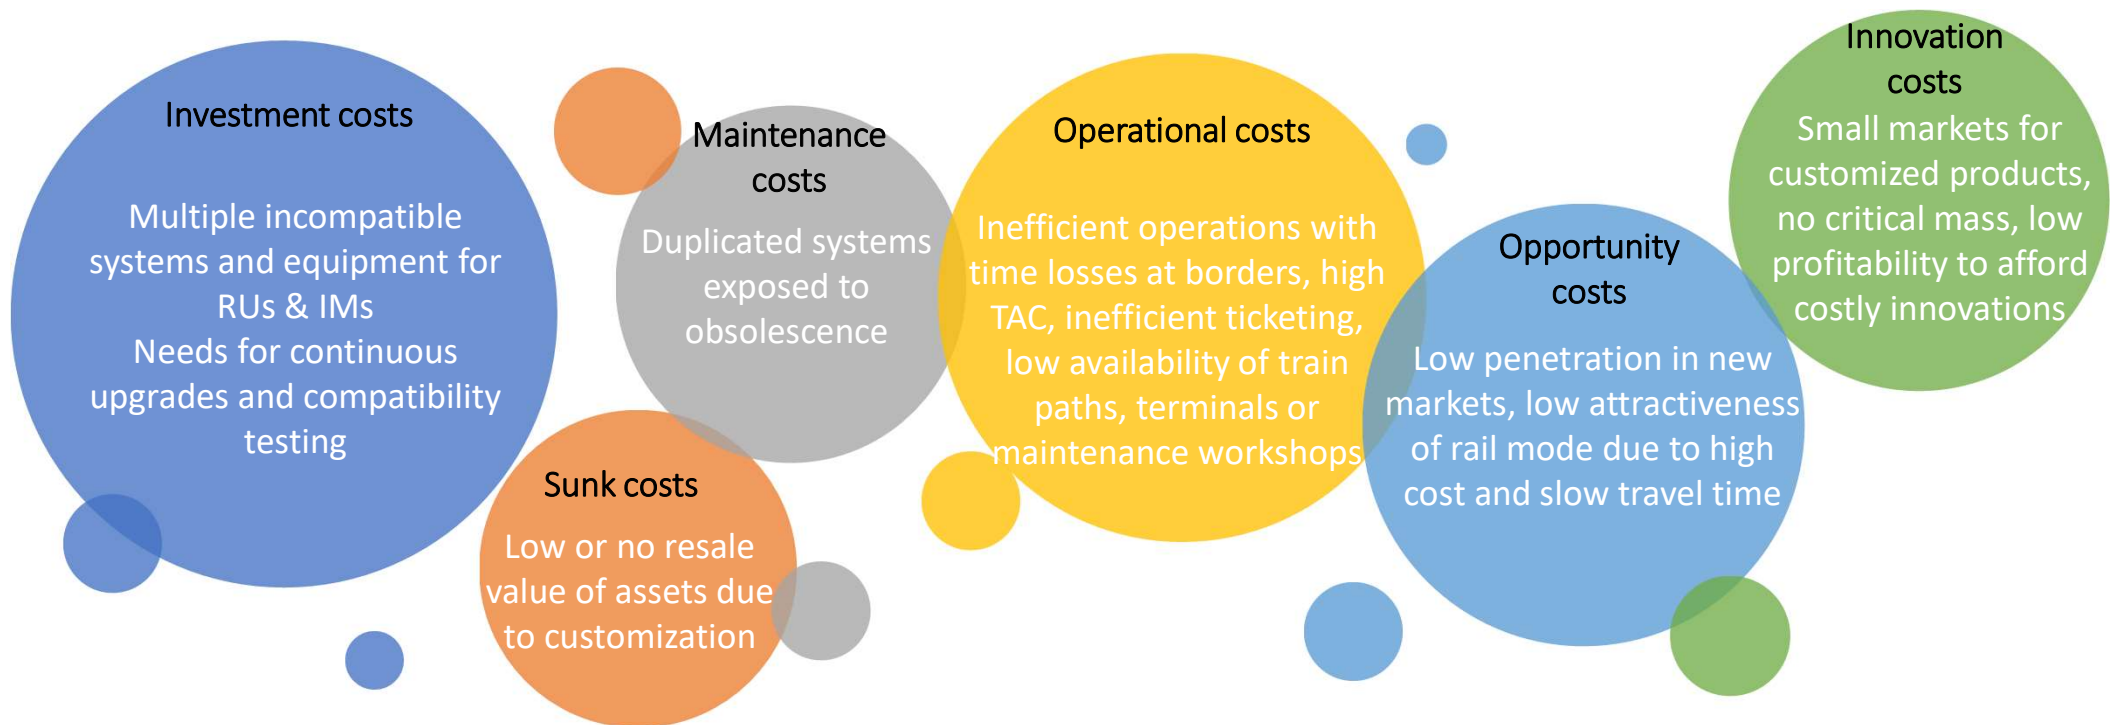 Investment costs
Multiple incompatible
systems and equipment for
RUs & IMs
Needs for continuous
upgrades and compatibility
testing
Sunk costs
Low or no resale
value of assets due
to customization
Maintenance
costs
Duplicated systems
exposed to
obsolescence
Operational costs
Inefficient operations with
time losses at borders, high
TAC, inefficient ticketing,
low availability of train
paths, terminals or
maintenance workshops
Opportunity
costs
Low penetration in new
markets, low attractiveness
of rail mode due to high
cost and slow travel time
Innovation
costs
Small markets for
customized products,
no critical mass, low
profitability to afford
costly innovations